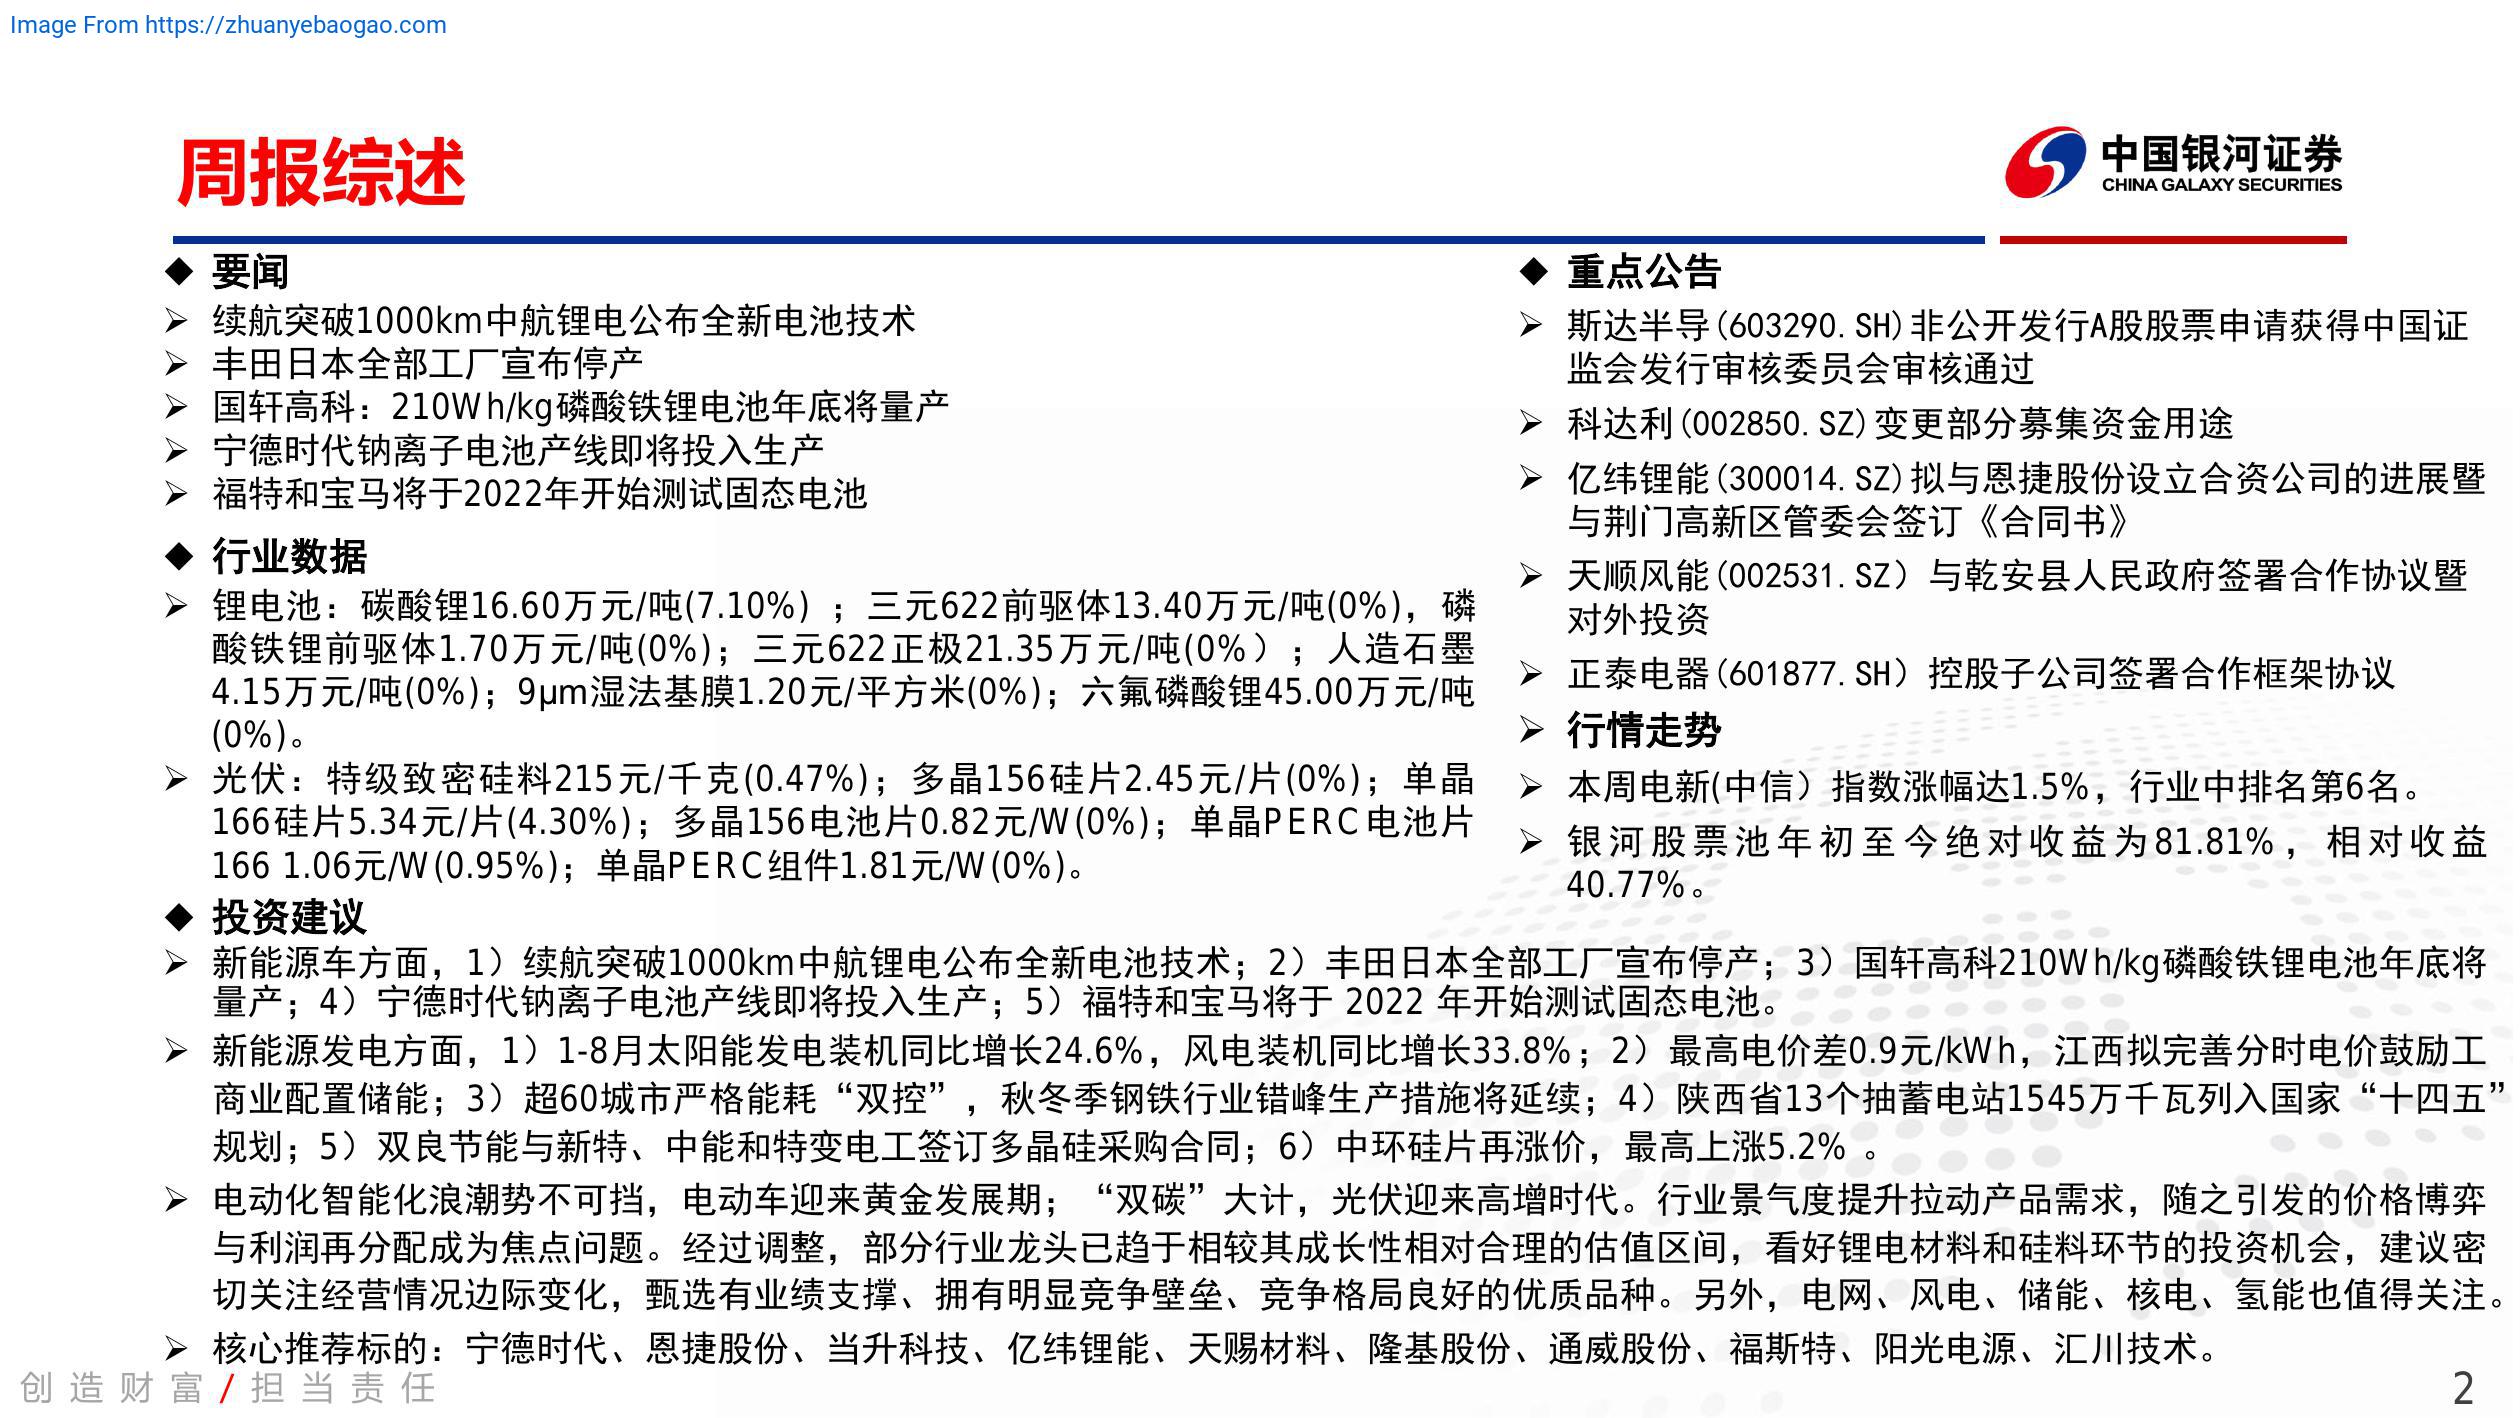 Image From https://zhuanyebaogao.com
周报综述
中国银河证券
CHINA GALAXY SECURITIES
◆ 要闻
➢ 续航突破1000km中航锂电公布全新电池技术
➢ 丰田日本全部工厂宣布停产
➢ 国轩高科：210Wh/kg磷酸铁锂电池年底将量产
➢ 宁德时代钠离子电池产线即将投入生产
➢ 福特和宝马将于2022年开始测试固态电池
◆ 行业数据
➢ 锂电池：碳酸锂16.60万元/吨(7.10%) ；三元622前驱体13.40万元/吨(0%)，磷
酸铁锂前驱体1.70万元/吨(0%)；三元622正极21.35万元/吨(0%）；人造石墨
4.15万元/吨(0%)；9μm湿法基膜1.20元/平方米(0%)；六氟磷酸锂45.00万元/吨
(0%)。
➢ 光伏：特级致密硅料215元/千克(0.47%)；多晶156硅片2.45元/片(0%)；单晶
166硅片5.34元/片(4.30%)；多晶156电池片0.82元/W(0%)；单晶PERC电池片
166 1.06元/W(0.95%)；单晶PERC组件1.81元/W(0%)。
◆ 重点公告
➢ 斯达半导(603290.SH)非公开发行A股股票申请获得中国证
监会发行审核委员会审核通过
➢ 科达利(002850.SZ)变更部分募集资金用途
➢ 亿纬锂能(300014.SZ)拟与恩捷股份设立合资公司的进展暨
与荆门高新区管委会签订《合同书》
➢ 天顺风能(002531.SZ）与乾安县人民政府签署合作协议暨
对外投资
➢ 正泰电器(601877.SH）控股子公司签署合作框架协议
➢ 行情走势
➢ 本周电新(中信）指数涨幅达1.5%，行业中排名第6名。
➢ 银河股票池年初至今绝对收益为81.81%，相对收益
40.77%。
◆ 投资建议
➢ 新能源车方面，1）续航突破1000km中航锂电公布全新电池技术；2）丰田日本全部工厂宣布停产；3）国轩高科210Wh/kg磷酸铁锂电池年底将
量产；4）宁德时代钠离子电池产线即将投入生产；5）福特和宝马将于 2022 年开始测试固态电池。
➢ 新能源发电方面，1）1-8月太阳能发电装机同比增长24.6%，风电装机同比增长33.8%；2）最高电价差0.9元/kWh，江西拟完善分时电价鼓励工
商业配置储能；3）超60城市严格能耗“双控”，秋冬季钢铁行业错峰生产措施将延续；4）陕西省13个抽蓄电站1545万千瓦列入国家“十四五”
规划；5）双良节能与新特、中能和特变电工签订多晶硅采购合同；6）中环硅片再涨价，最高上涨5.2% 。
➢ 电动化智能化浪潮势不可挡，电动车迎来黄金发展期；“双碳”大计，光伏迎来高增时代。行业景气度提升拉动产品需求，随之引发的价格博弈
与利润再分配成为焦点问题。经过调整，部分行业龙头已趋于相较其成长性相对合理的估值区间，看好锂电材料和硅料环节的投资机会，建议密
切关注经营情况边际变化，甄选有业绩支撑、拥有明显竞争壁垒、竞争格局良好的优质品种。另外，电网、风电、储能、核电、氢能也值得关注。
➢ 核心推荐标的：宁德时代、恩捷股份、当升科技、亿纬锂能、天赐材料、隆基股份、通威股份、福斯特、阳光电源、汇川技术。
创造财富/担当责任
2